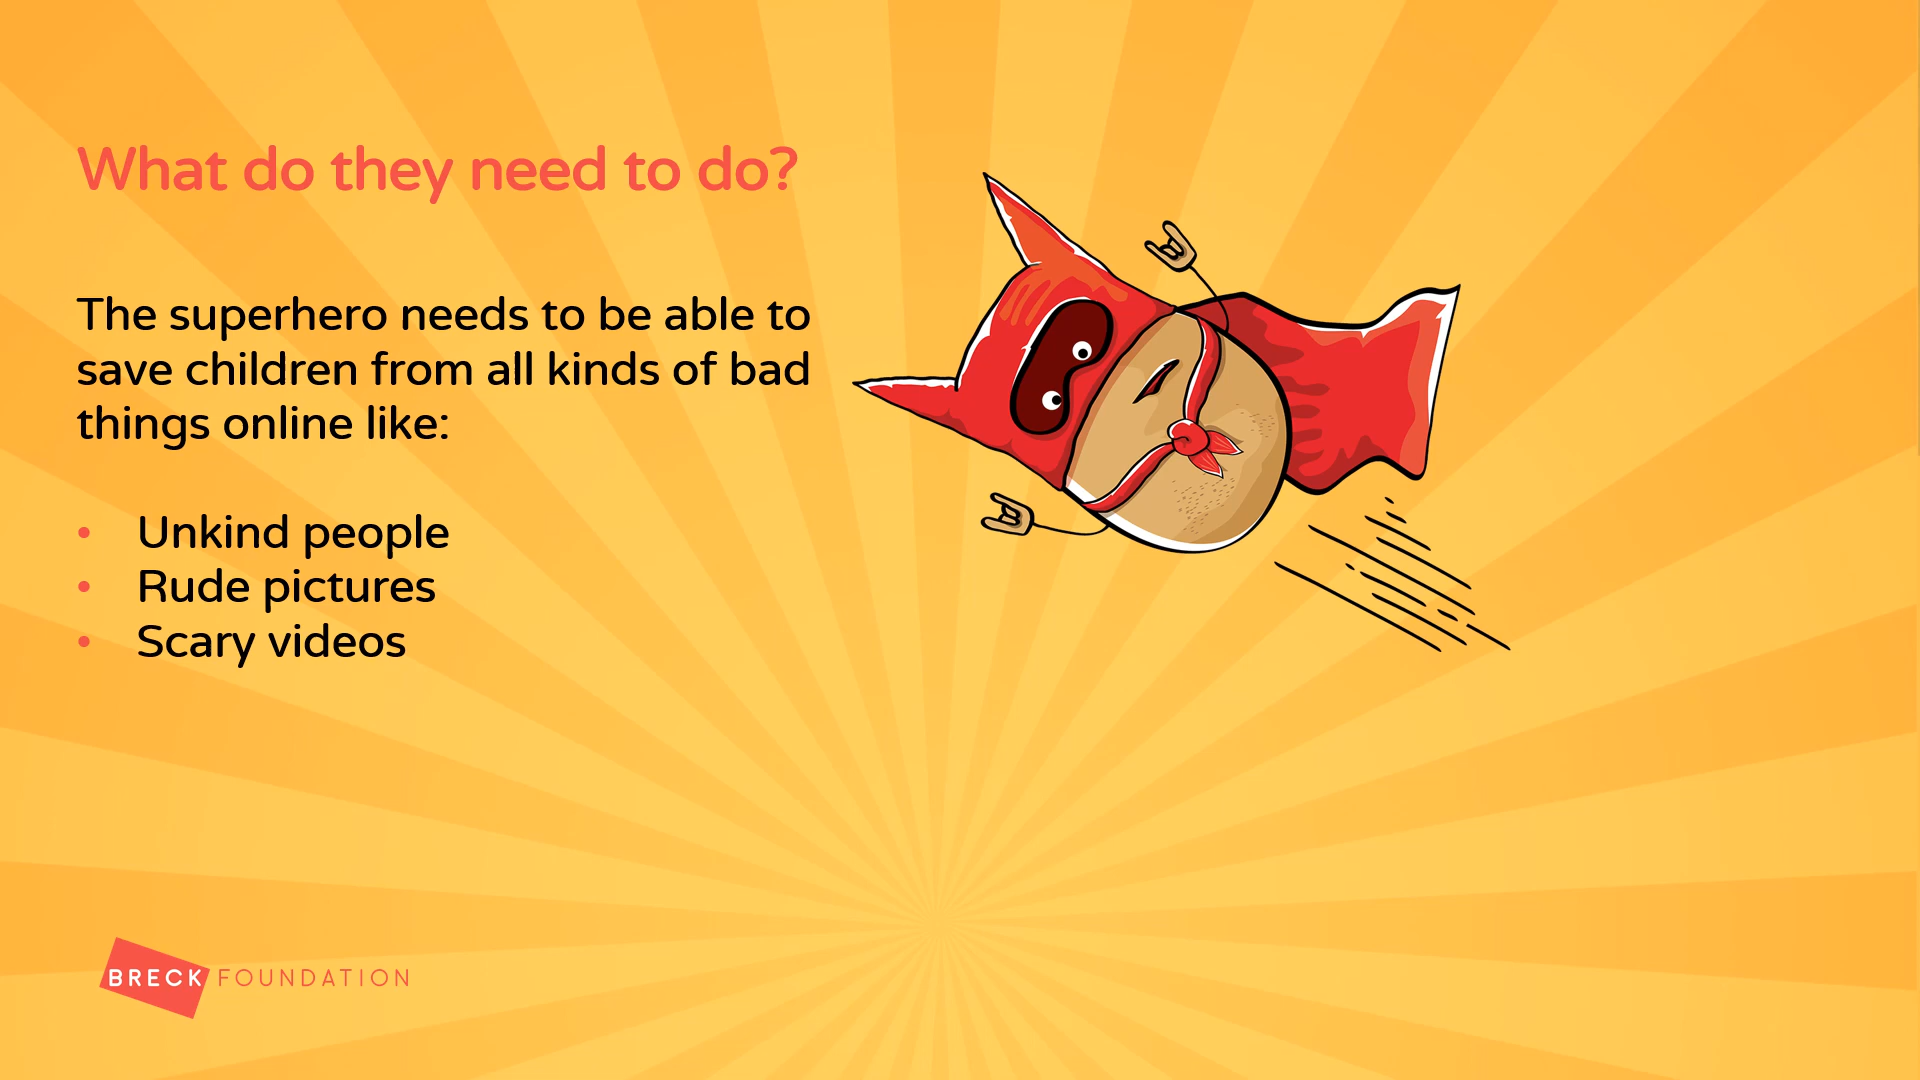 What do they need to do?
The superhero needs to be able to
save children from all kinds of bad
things online like:
• Unkind people
• Rude pictures
• Scary videos
BRECK FOUNDATION